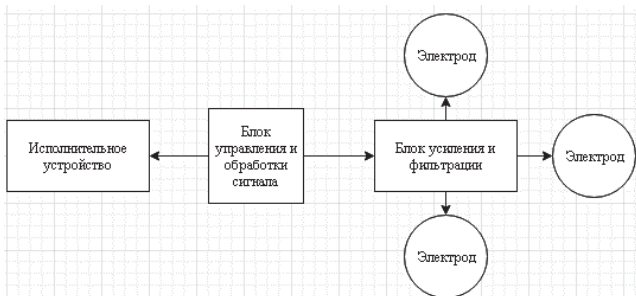 Электрод
Исполнительное
устройство
Блок
управления и
обработки
сигнала
Блок усиления и
фильтрации
Электрод
Электрод